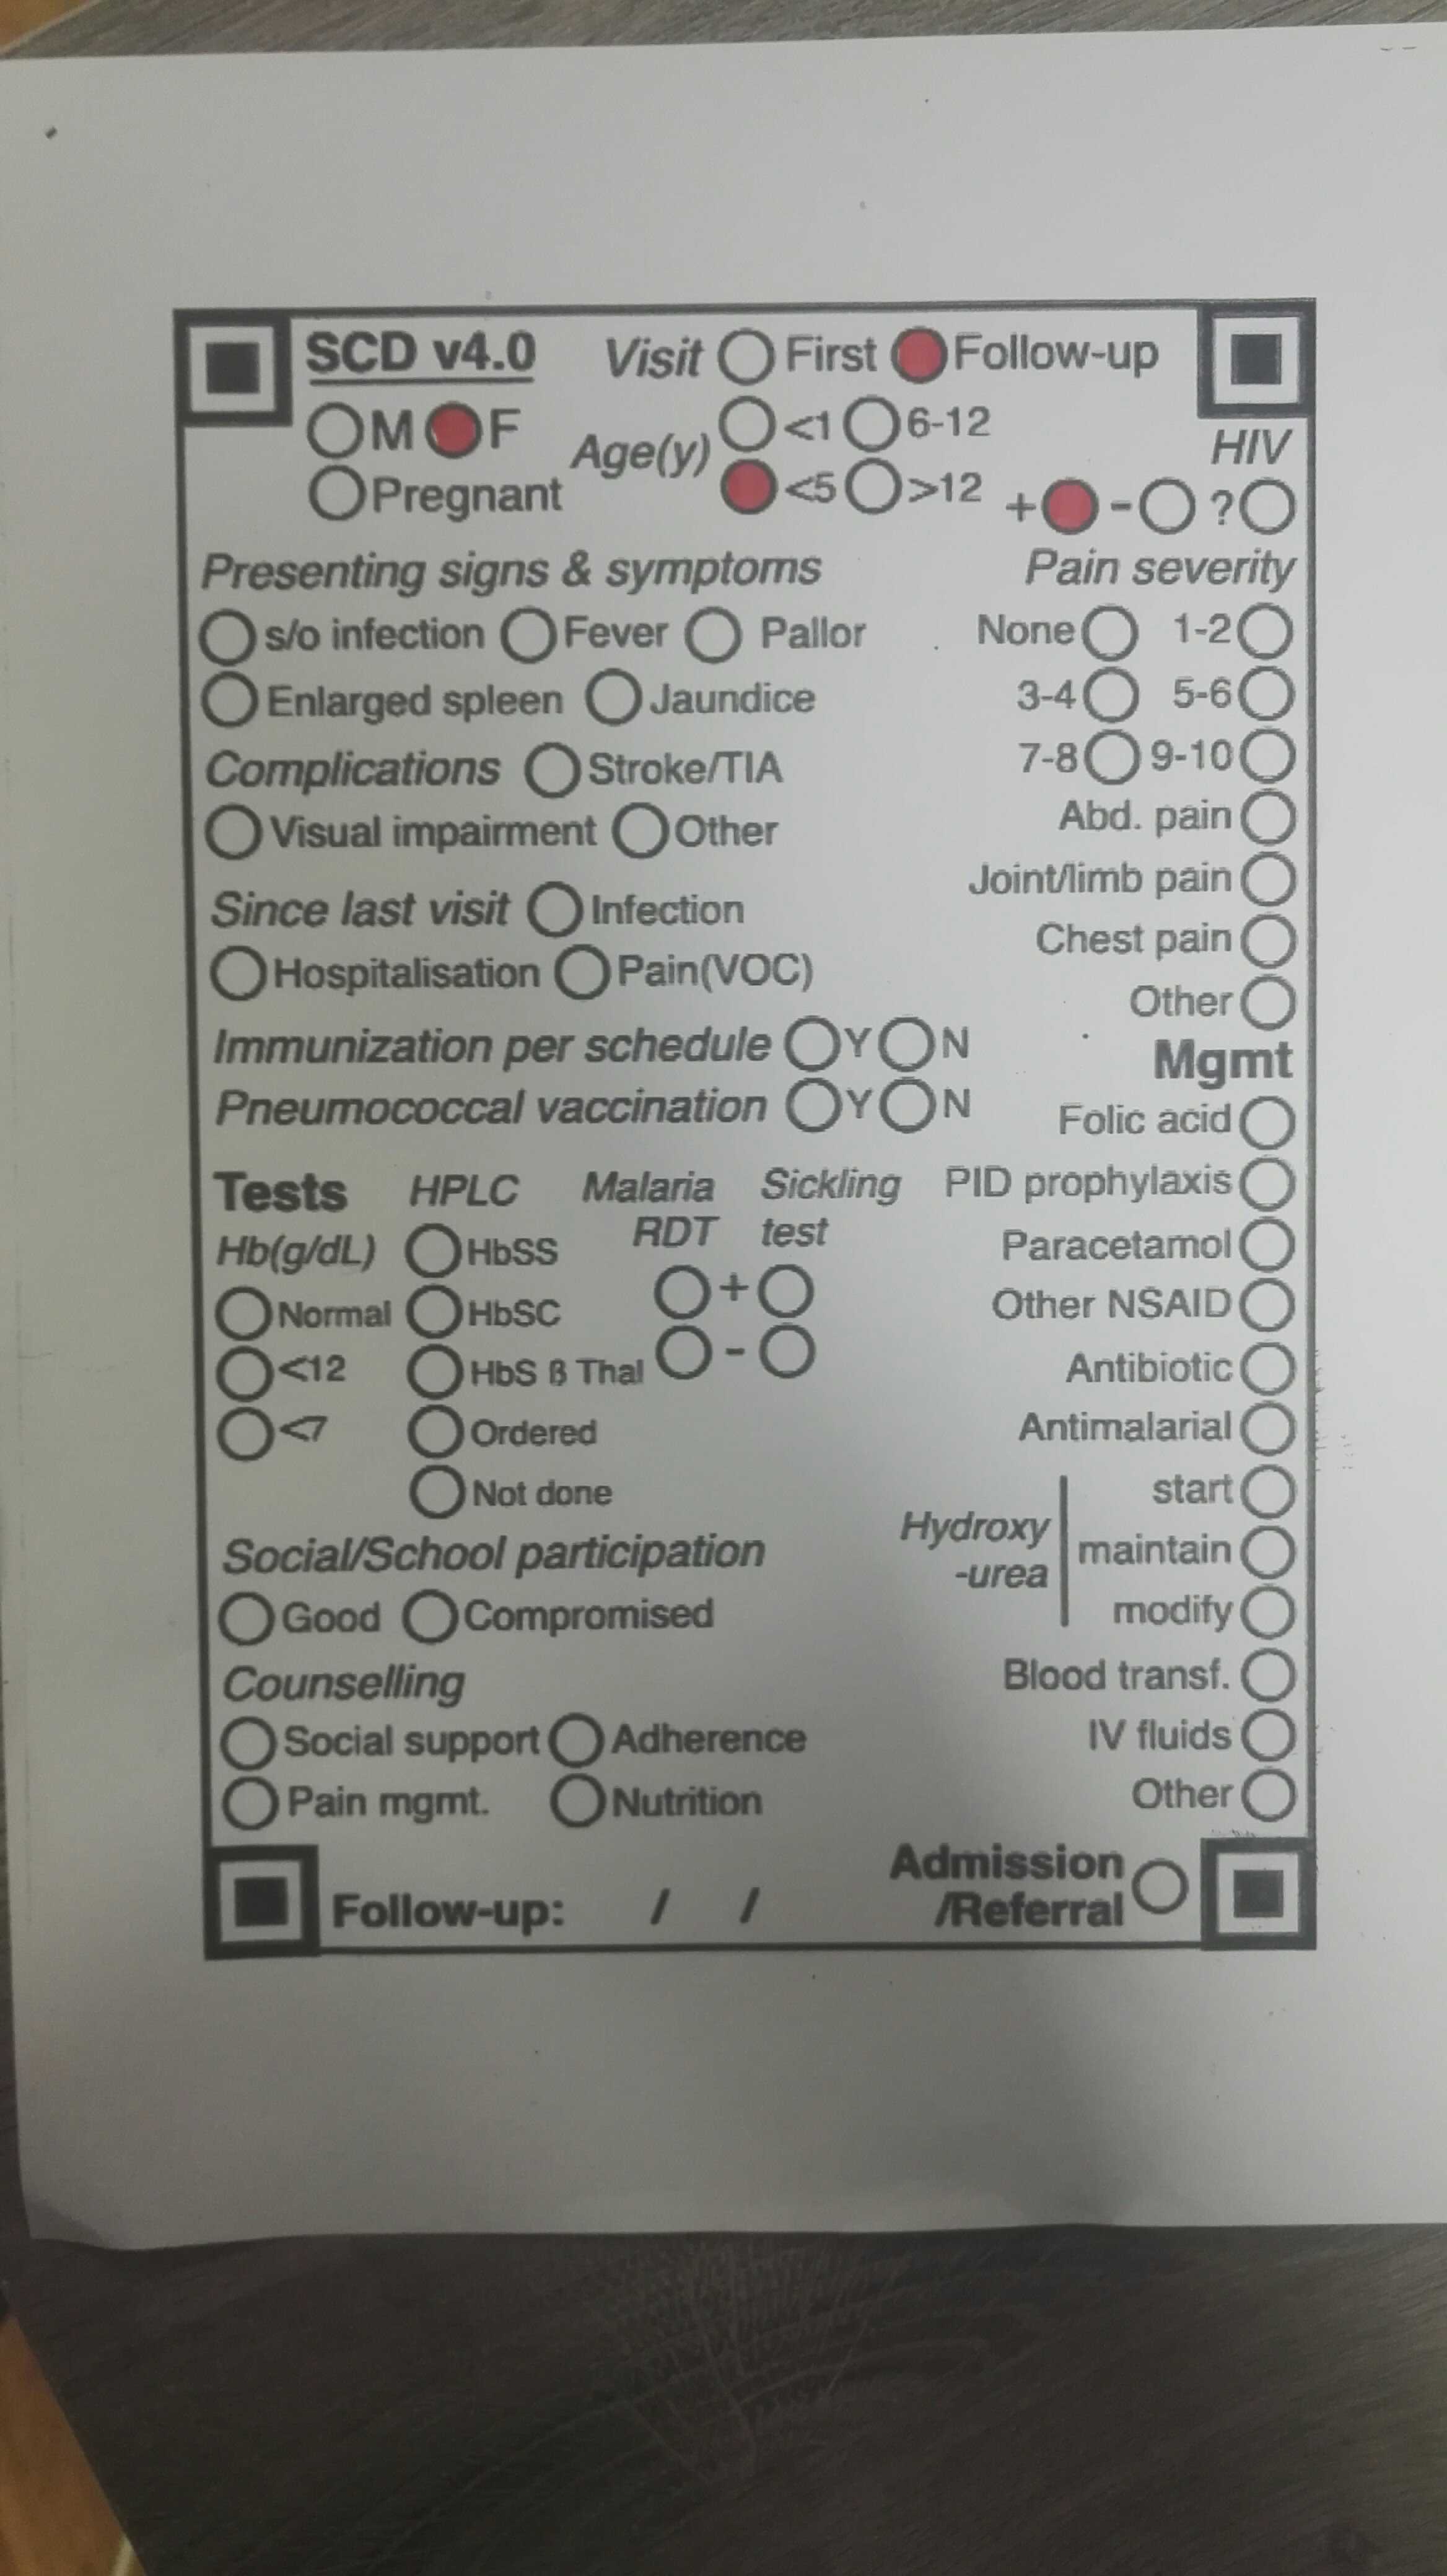 SCD v4.0 Visit First Follow-up
M F Age(y) <1 6-12 HIV
Pregnant <5 >12 + - ?
Presenting signs & symptoms
s/o infection Fever Pallor
Enlarged spleen Jaundice
Complications Stroke/TIA
Visual impairment Other
Since last visit Infection
Hospitalisation Pain(VOC)
Immunization per schedule Y N
Pneumococcal vaccination Y N
Pain severity
None 1-2
3-4 5-6
7-8 9-10
Abd. pain
Joint/limb pain
Chest pain
Other
Mgmt
Folic acid
PID prophylaxis
Paracetamol
Other NSAID
Antibiotic
Antimalarial
Hydroxy
-urea
start
maintain
modify
Blood transf.
IV fluids
Other
Tests HPLC Malaria Sickling
RDT test
Hb(g/dL) HbSS
+
Normal HbSC
-
<12 HbS ß Thal
<7 Ordered
Not done
Social/School participation
Good Compromised
Counselling
Social support Adherence
Pain mgmt. Nutrition
Follow-up: / /
Admission
/Referral